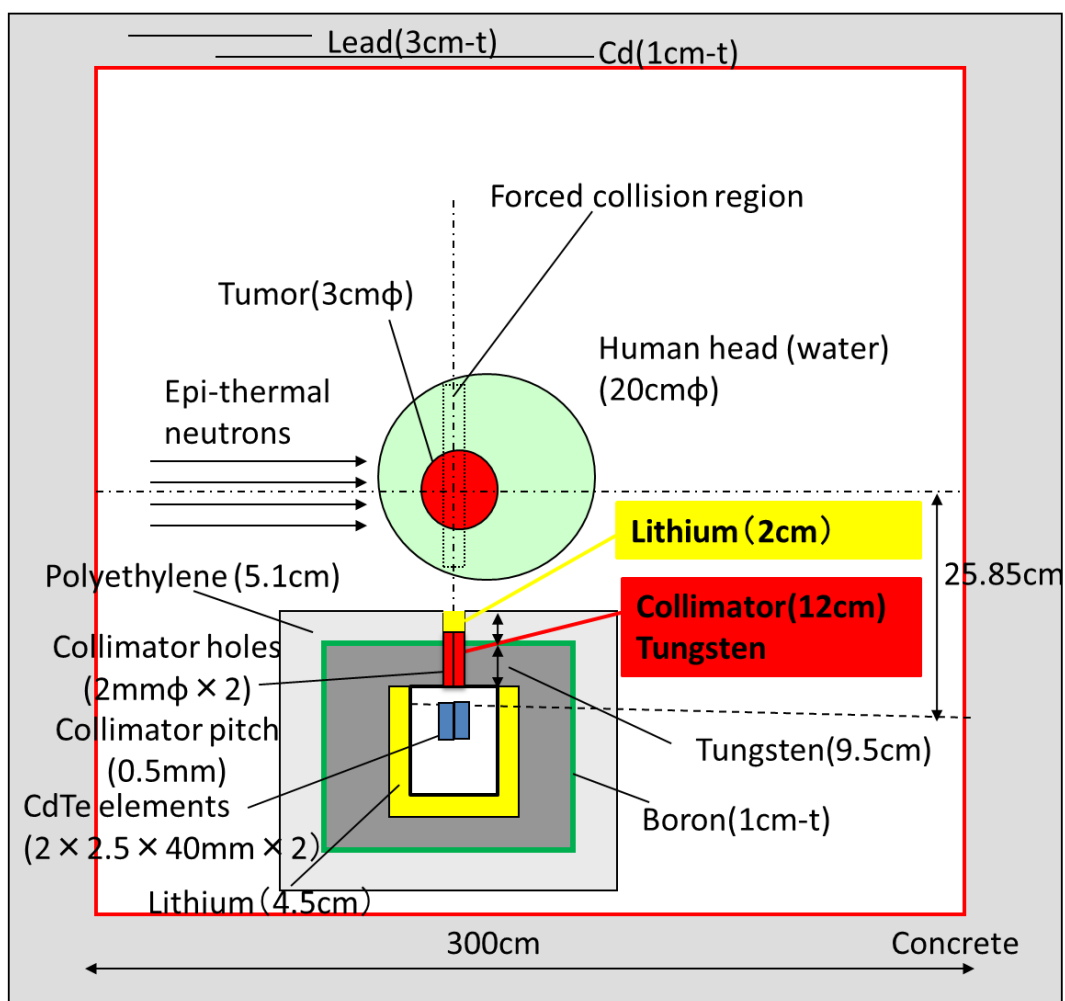 Lead(3cm-t)
Cd(1cm-t)
Forced collision region
Tumor(3cmϕ)
Human head (water)
(20cmϕ)
Epi-thermal
neutrons
Lithium（2cm）
25.85cm
Polyethylene (5.1cm)
Collimator(12cm)
Tungsten
Collimator holes
(2mmϕ × 2)
Collimator pitch
(0.5mm)
Tungsten(9.5cm)
CdTe elements
(2 × 2.5 × 40mm × 2）
Boron(1cm-t)
Lithium（4.5cm）
300cm
Concrete